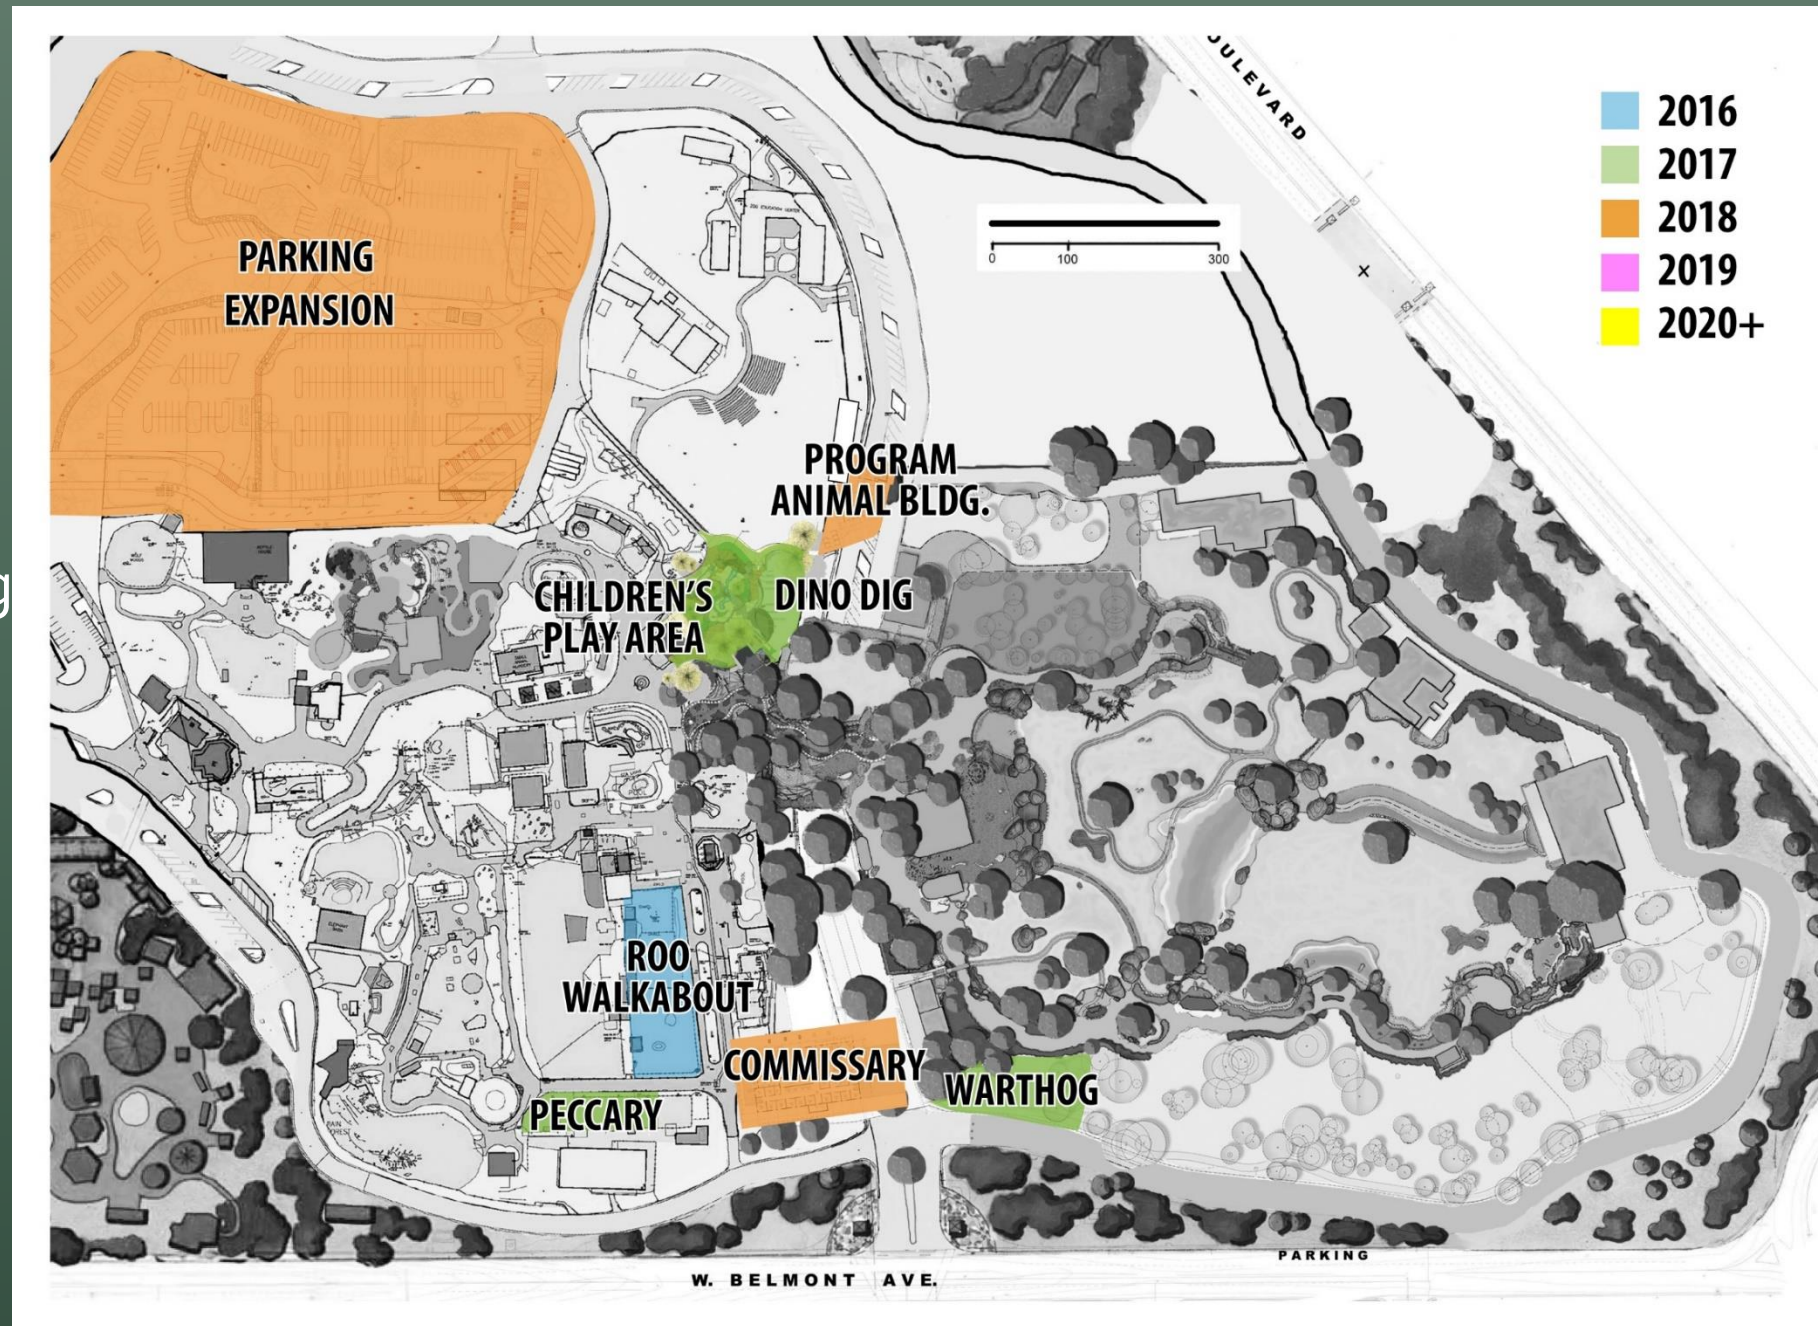 OULEVARD
2016
2017
2018
2019
2020+
0 100 300
PARKING
EXPANSION
PROGRAM
ANIMAL BLDG.
CHILDREN'S
PLAY AREA
DINO DIG
g
ROO
WALKABOUT
COMMISSARY
WARTHOG
PECCARY
PARKING
W. BELMONT AVE.